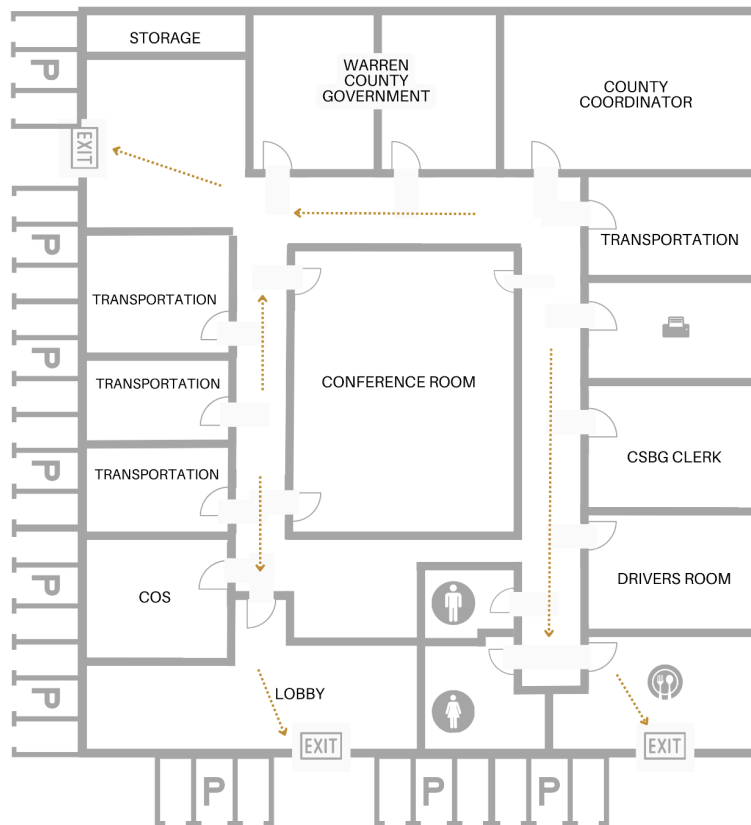 STORAGE
WARREN
COUNTY
GOVERNMENT
COUNTY
COORDINATOR
P
EXIT
P
TRANSPORTATION
TRANSPORTATION
P
TRANSPORTATION
CONFERENCE ROOM
P
TRANSPORTATION
CSBG CLERK
P
COS
DRIVERS ROOM
P
LOBBY
EXIT
EXIT
P
P
P